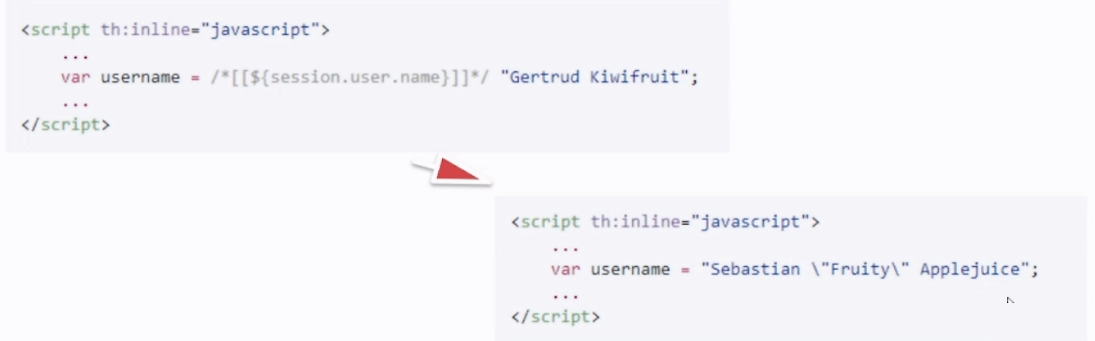 <script th:inline="javascript">
...
var username = /*[[${session.user.name}]]*/ "Gertrud Kiwifruit";
...
</script>
<script th:inline="javascript">
...
var username = "Sebastian \"Fruity\" Applejuice";
...
</script>